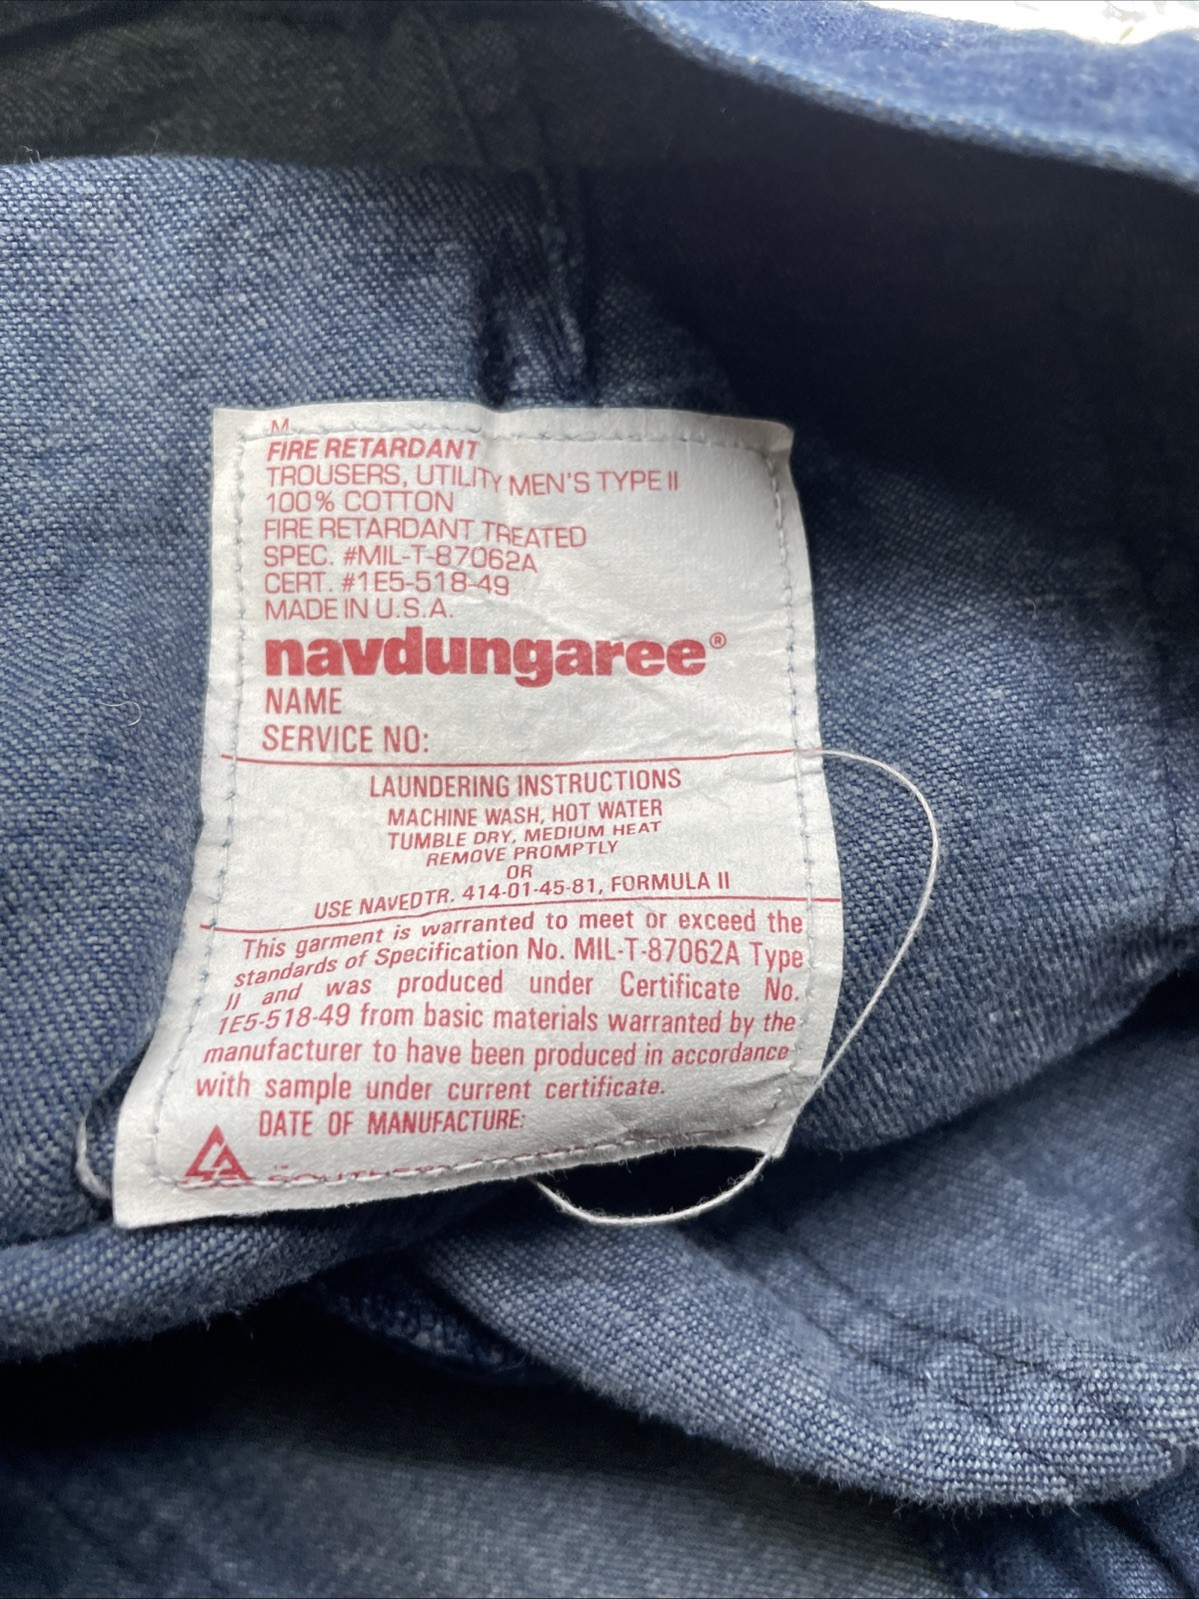 M
FIRE RETARDANT
TROUSERS, UTILITY MEN'S TYPE II
100% COTTON
FIRE RETARDANT TREATED
SPEC. #MIL-T-87062A
CERT. #1E5-518-49
MADE IN U.S.A.
navdungaree®
NAME
SERVICE NO:
LAUNDERING INSTRUCTIONS
MACHINE WASH, HOT WATER
TUMBLE DRY, MEDIUM HEAT
REMOVE PROMPTLY
OR
USE NAVEDTR. 414-01-45-81, FORMULA II
This garment is warranted to meet or exceed the
standards of Specification No. MIL-T-87062A Type
II and was produced under Certificate No.
1E5-518-49 from basic materials warranted by the
manufacturer to have been produced in accordance
with sample under current certificate.
DATE OF MANUFACTURE: